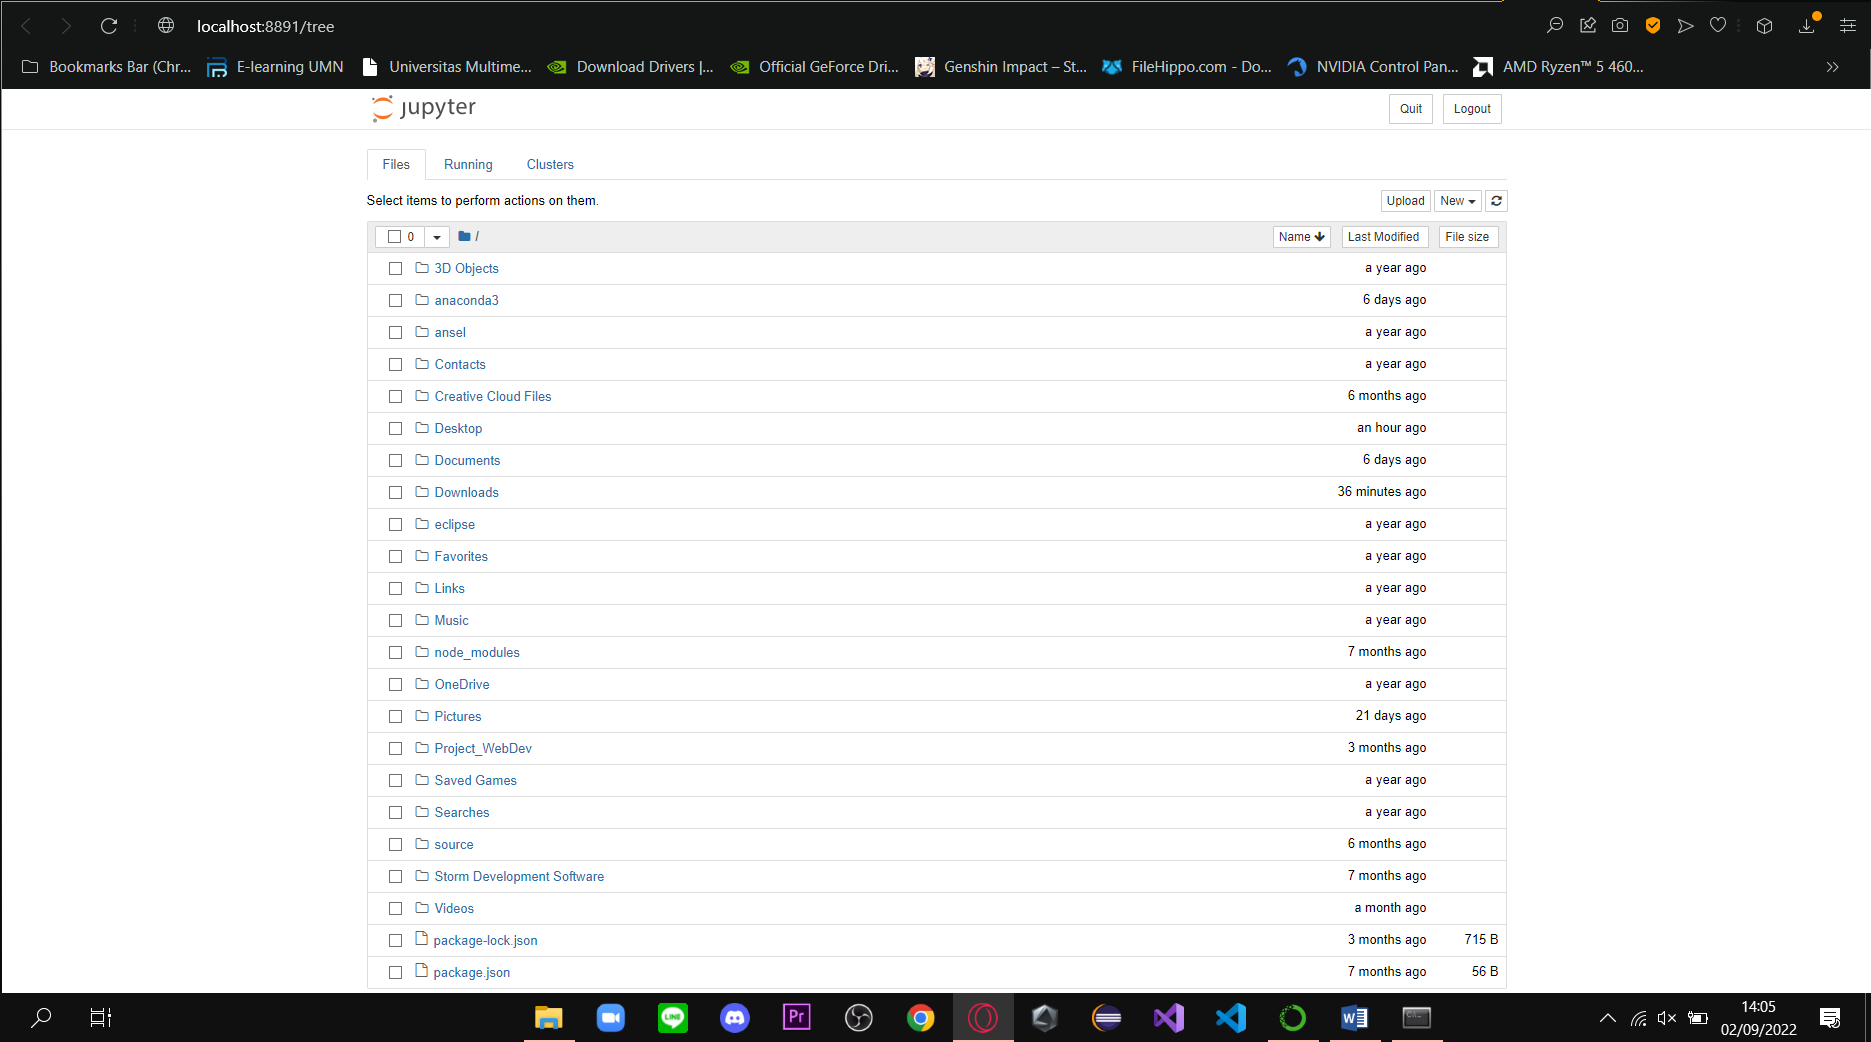 localhost:8891/tree
Bookmarks Bar (Chr... E-learning UMN Universitas Multime... Download Drivers |... Official GeForce Dri... Genshin Impact – St... FileHippo.com - Do... NVIDIA Control Pan... AMD Ryzen™ 5 460...
jupyter Quit Logout
Files Running Clusters
Select items to perform actions on them. Upload New
0 / Name Last Modified File size
3D Objects a year ago
anaconda3 6 days ago
ansel a year ago
Contacts a year ago
Creative Cloud Files 6 months ago
Desktop an hour ago
Documents 6 days ago
Downloads 36 minutes ago
eclipse a year ago
Favorites a year ago
Links a year ago
Music a year ago
node_modules 7 months ago
OneDrive a year ago
Pictures 21 days ago
Project_WebDev 3 months ago
Saved Games a year ago
Searches a year ago
source 6 months ago
Storm Development Software 7 months ago
Videos a month ago
package-lock.json 3 months ago 715 B
package.json 7 months ago 56 B
LINE Pr W 14:05
02/09/2022